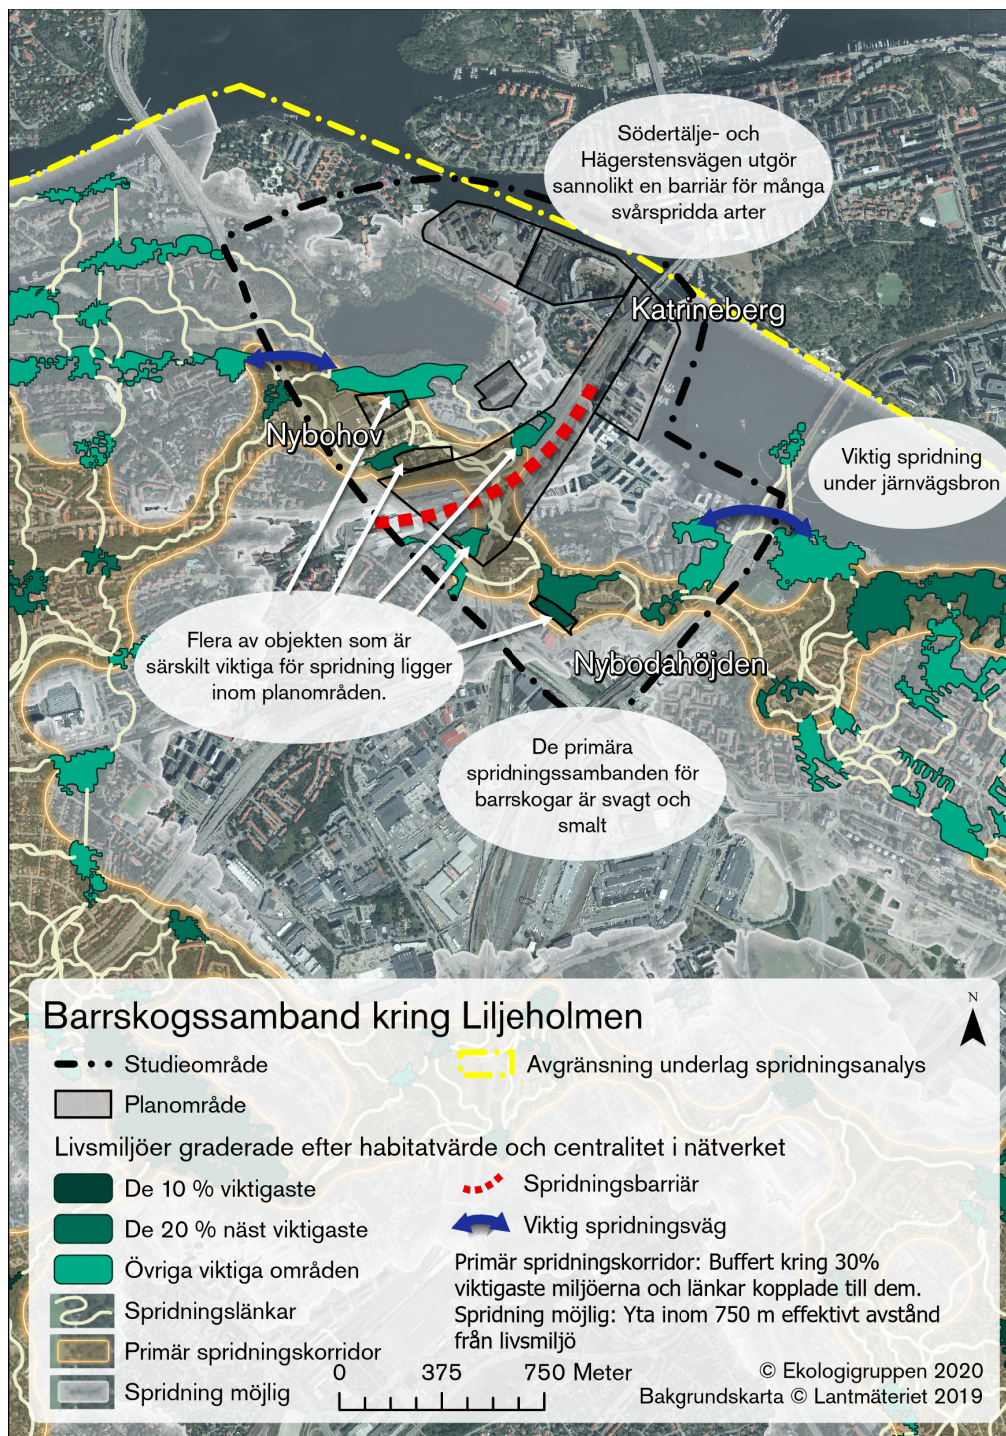 Södertälje- och
Hägerstensvägen utgör
sannolikt en barriär för många
svårspridda arter
Katrineberg
Nybohov
Viktig spridning
under järnvägsbron
Flera av objekten som är
särskilt viktiga för spridning ligger
inom planområden.
Nybodahöjden
De primära
spridningssambanden för
barrskogar är svagt och
smalt
Barrskogssamband kring Liljeholmen
N
Studieområde
Avgränsning underlag spridningsanalys
Planområde
Livsmiljöer graderade efter habitatvärde och centralitet i nätverket
De 10 % viktigaste
Spridningsbarriär
De 20 % näst viktigaste
Viktig spridningsväg
Övriga viktiga områden
Spridningslänkar
Primär spridningskorridor
Spridning möjlig
Primär spridningskorridor: Buffert kring 30%
viktigaste miljöerna och länkar kopplade till dem.
Spridning möjlig: Yta inom 750 m effektivt avstånd
från livsmiljö
0 375 750 Meter
© Ekologigruppen 2020
Bakgrundskarta © Lantmäteriet 2019